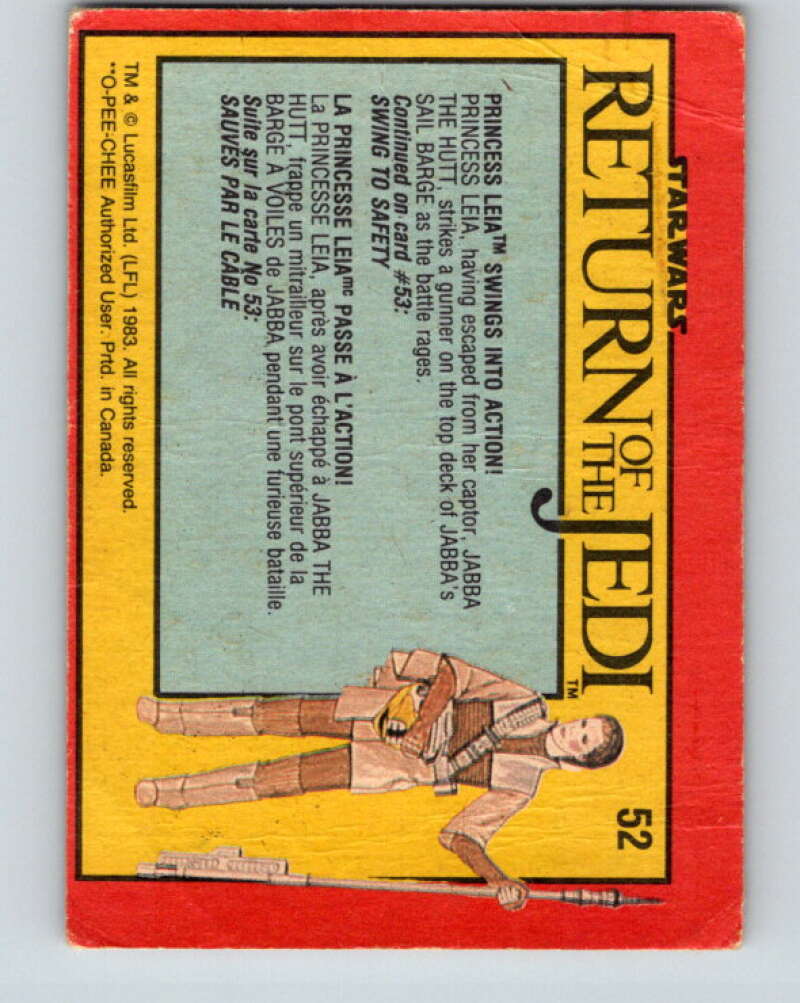 STAR WARS
RETURN OF THE JEDI™
52
PRINCESS LEIA™ SWINGS INTO ACTION!
PRINCESS LEIA, having escaped from her captor, JABBA
THE HUTT, strikes a gunner on the top deck of JABBA's
SAIL BARGE as the battle rages.
Continued on card #53:
SWING TO SAFETY
LA PRINCESSE LEIAmc PASSE À L'ACTION!
La PRINCESSE LEIA, après avoir échappé à JABBA THE
HUTT, frappe un mitrailleur sur le pont supérieur de la
BARGE À VOILES de JABBA pendant une furieuse bataille.
Suite sur la carte No 53:
SAUVÉS PAR LE CÂBLE
TM & © Lucasfilm Ltd. (LFL) 1983. All rights reserved.
**O-PEE-CHEE Authorized User. Prtd. in Canada.